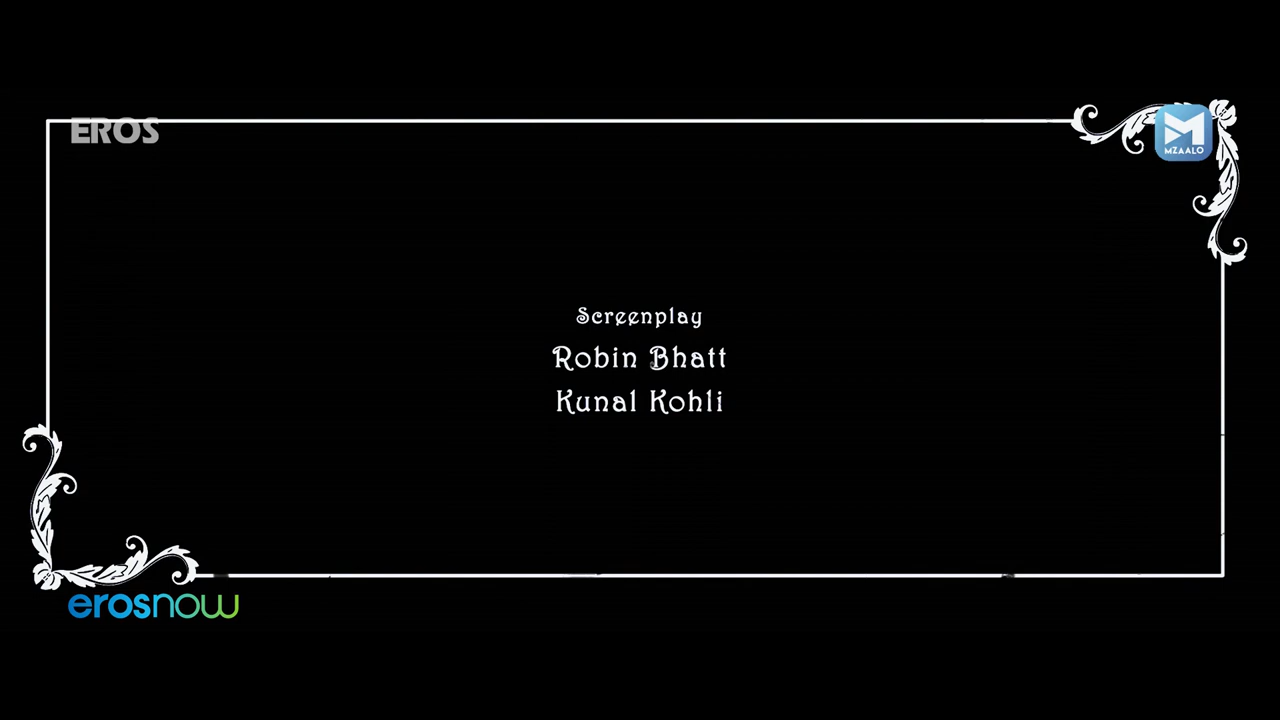 EROS
MZAALO
Screenplay
Robin Bhatt
Kunal Kohli
erosnow